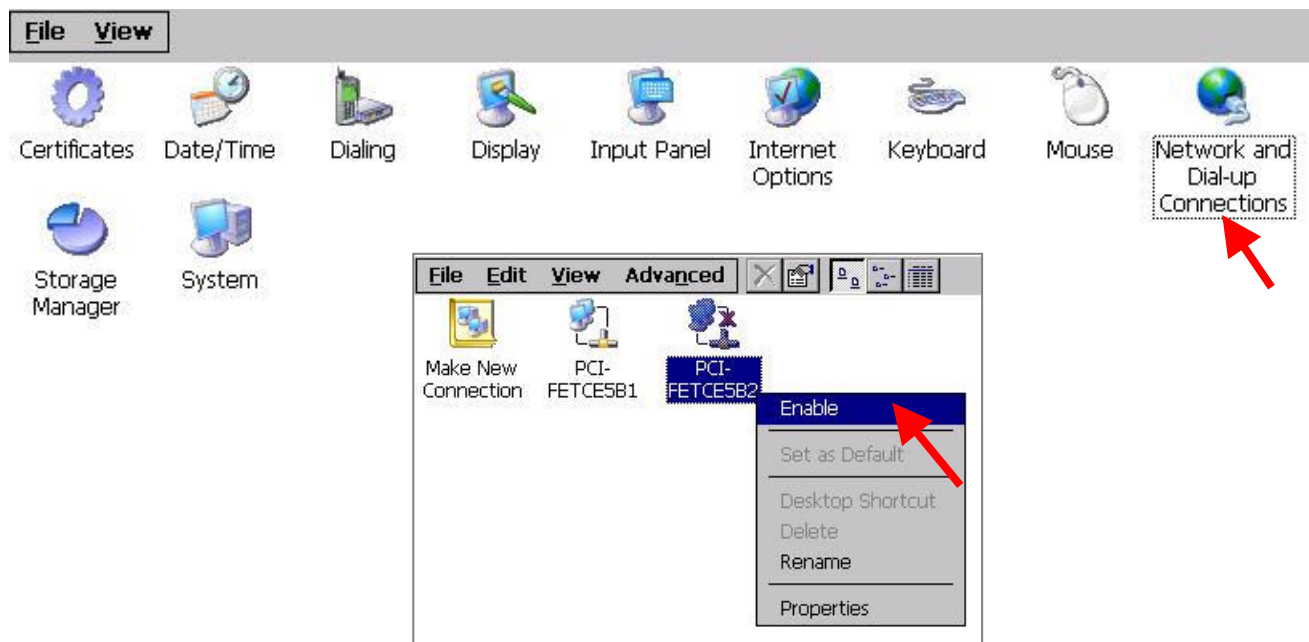 File View
Certificates Date/Time Dialing Display Input Panel Internet Options Keyboard Mouse Network and Dial-up Connections
Storage Manager System
File Edit View Advanced
Make New Connection
PCI-FETCE5B1
PCI-FETCE5B2
Enable
Set as Default
Desktop Shortcut
Delete
Rename
Properties